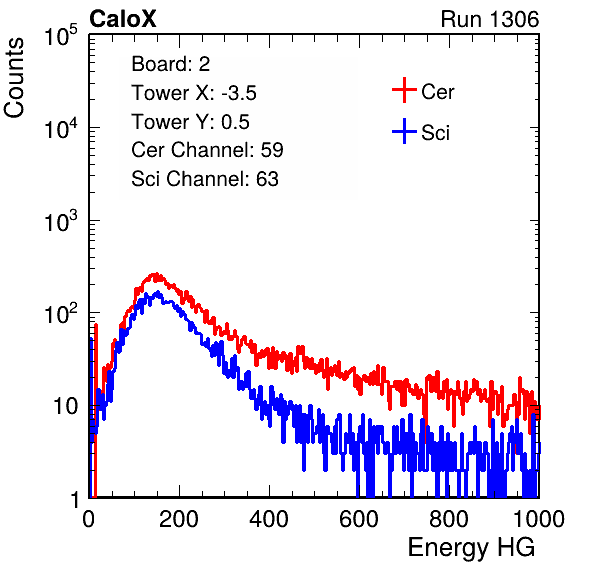 CaloX Run 1306
Counts
10^5
10^4
10^3
10^2
10
1
Board: 2
Tower X: -3.5
Tower Y: 0.5
Cer Channel: 59
Sci Channel: 63
Cer
Sci
0 200 400 600 800 1000
Energy HG